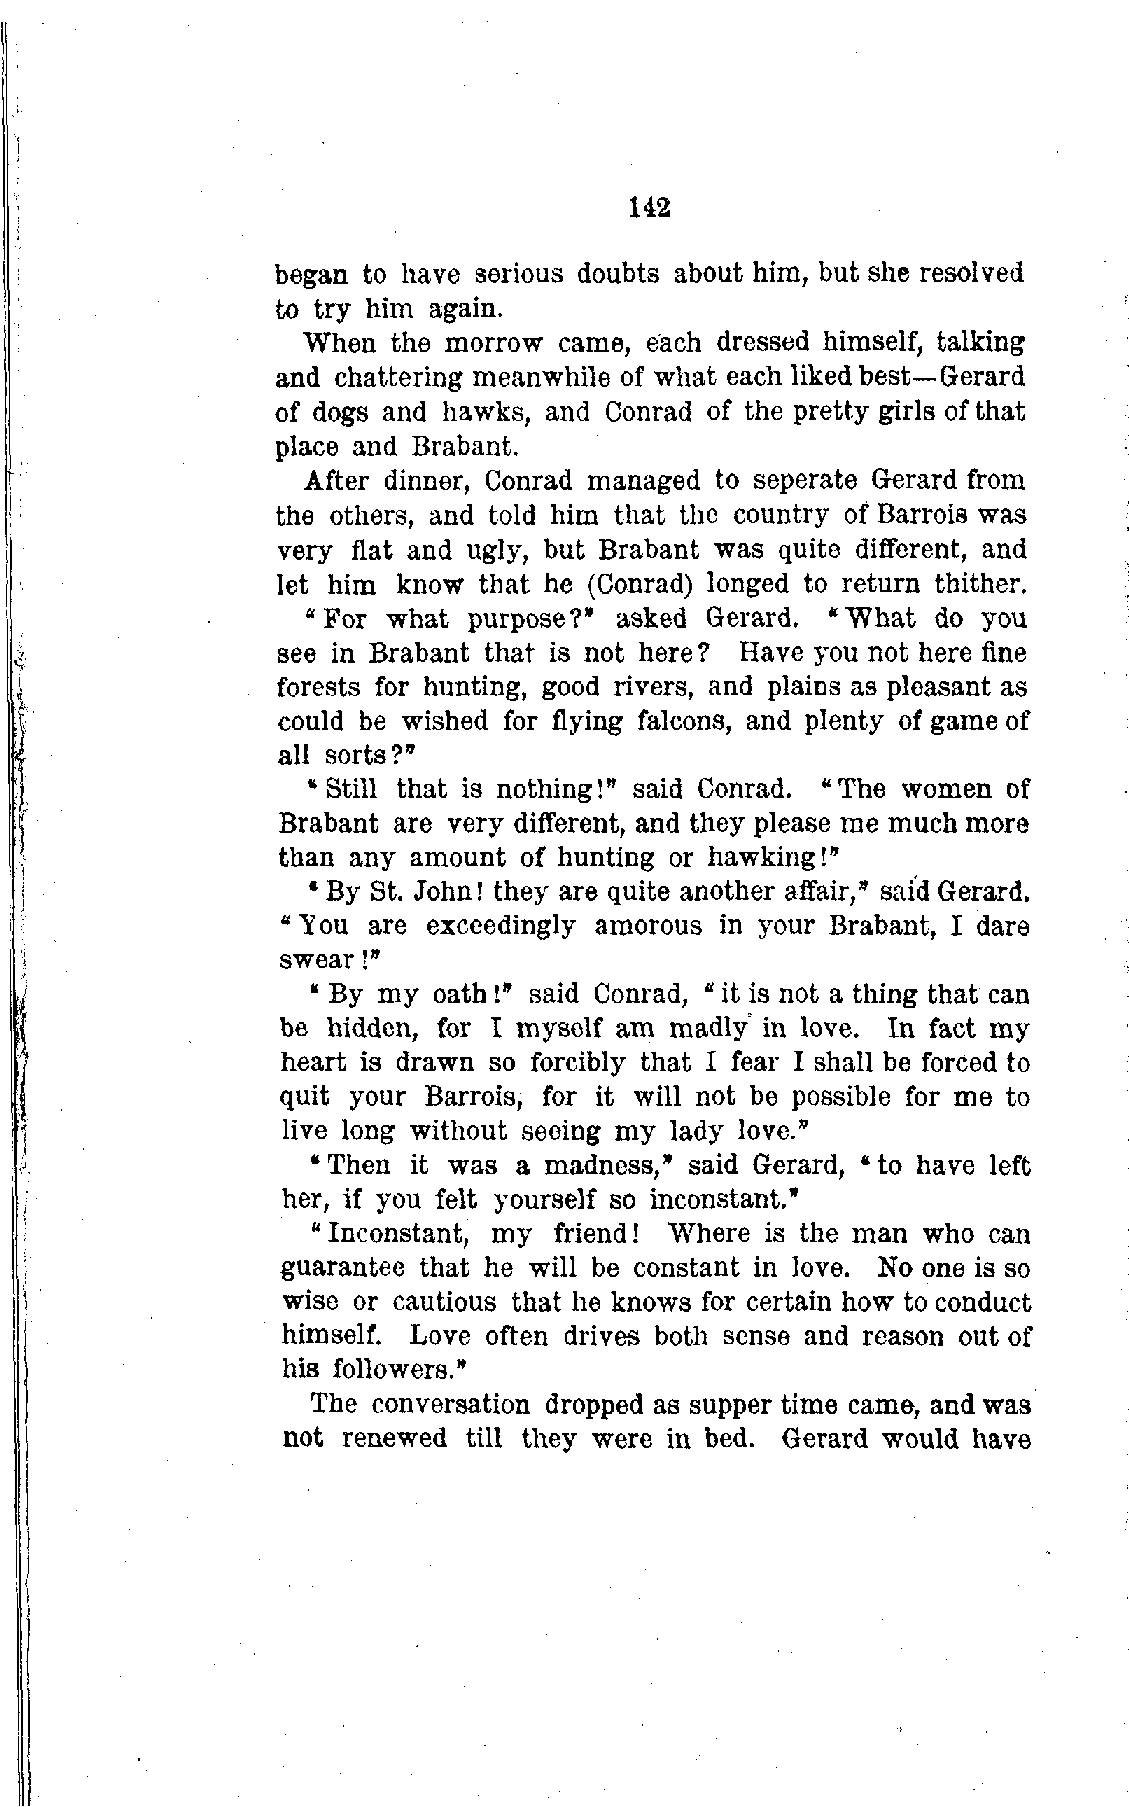 142
began to have serious doubts about him, but she resolved
to try him again.
When the morrow came, each dressed himself, talking
and chattering meanwhile of what each liked best—Gerard
of dogs and hawks, and Conrad of the pretty girls of that
place and Brabant.
After dinner, Conrad managed to seperate Gerard from
the others, and told him that the country of Barrois was
very flat and ugly, but Brabant was quite different, and
let him know that he (Conrad) longed to return thither.
“For what purpose?” asked Gerard. “What do you
see in Brabant that is not here? Have you not here fine
forests for hunting, good rivers, and plains as pleasant as
could be wished for flying falcons, and plenty of game of
all sorts?”
“Still that is nothing!” said Conrad. “The women of
Brabant are very different, and they please me much more
than any amount of hunting or hawking!”
“By St. John! they are quite another affair,” said Gerard.
“You are exceedingly amorous in your Brabant, I dare
swear!”
“By my oath!” said Conrad, “it is not a thing that can
be hidden, for I myself am madly in love. In fact my
heart is drawn so forcibly that I fear I shall be forced to
quit your Barrois, for it will not be possible for me to
live long without seeing my lady love.”
“Then it was a madness,” said Gerard, “to have left
her, if you felt yourself so inconstant.”
“Inconstant, my friend! Where is the man who can
guarantee that he will be constant in love. No one is so
wise or cautious that he knows for certain how to conduct
himself. Love often drives both sense and reason out of
his followers.”
The conversation dropped as supper time came, and was
not renewed till they were in bed. Gerard would have